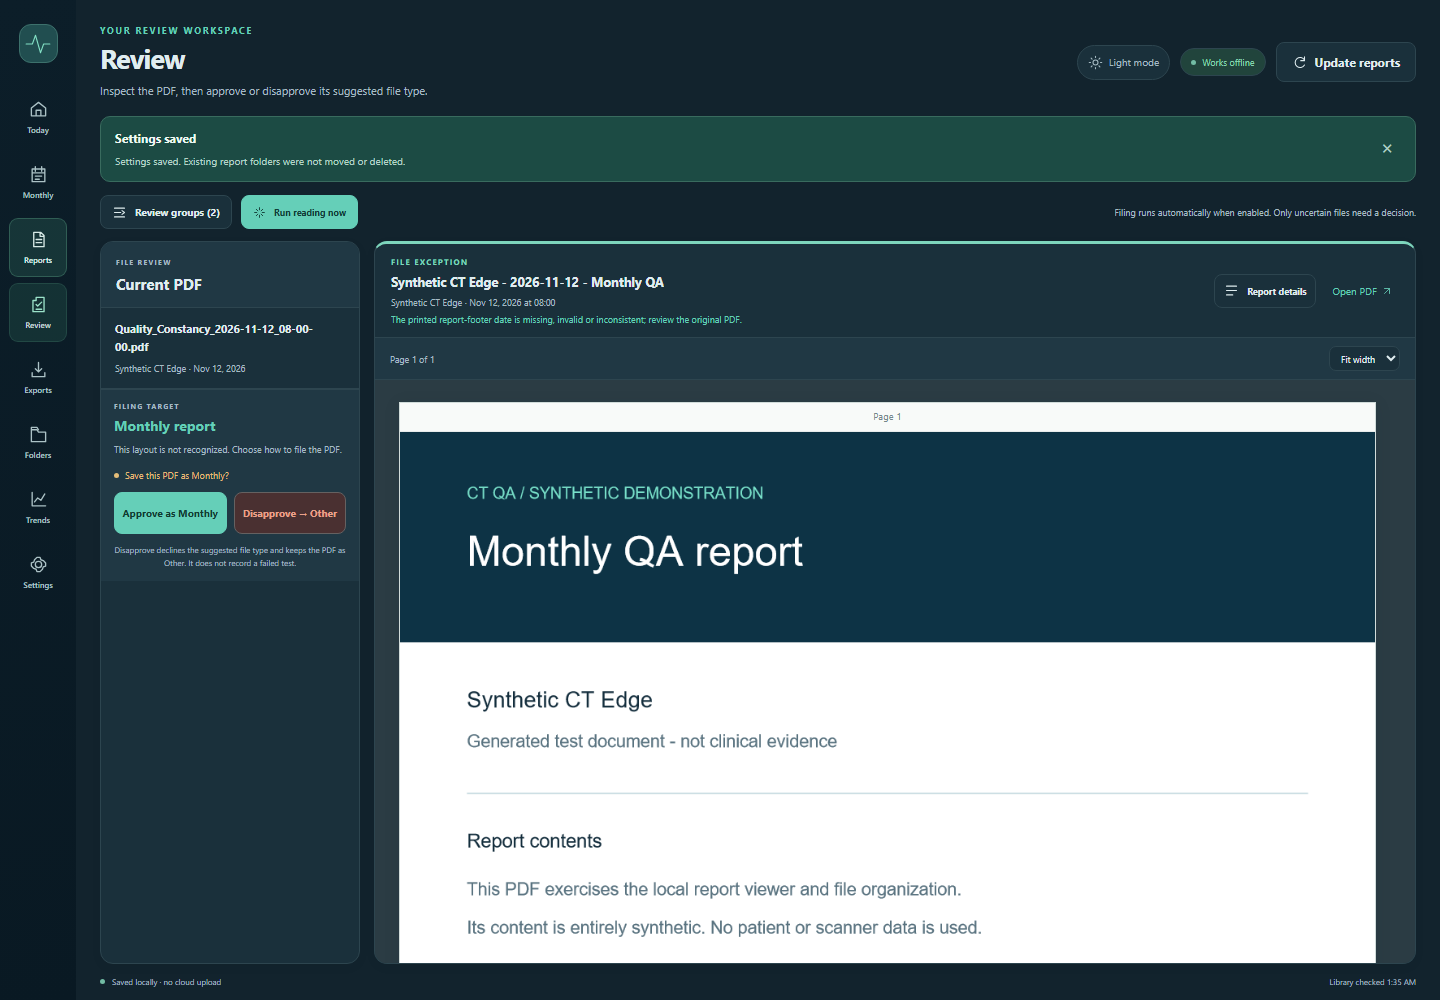 YOUR REVIEW WORKSPACE
Review
Inspect the PDF, then approve or disapprove its suggested file type.
Light mode
Works offline
Update reports
Today
Monthly
Reports
Review
Exports
Folders
Trends
Settings
Settings saved
Settings saved. Existing report folders were not moved or deleted.
Review groups (2)
Run reading now
Filing runs automatically when enabled. Only uncertain files need a decision.
FILE REVIEW
Current PDF
Quality_Constancy_2026-11-12_08-00-
00.pdf
Synthetic CT Edge · Nov 12, 2026
FILING TARGET
Monthly report
This layout is not recognized. Choose how to file the PDF.
Save this PDF as Monthly?
Approve as Monthly
Disapprove → Other
Disapprove declines the suggested file type and keeps the PDF as
Other. It does not record a failed test.
FILE EXCEPTION
Synthetic CT Edge - 2026-11-12 - Monthly QA
Synthetic CT Edge · Nov 12, 2026 at 08:00
The printed report-footer date is missing, invalid or inconsistent; review the original PDF.
Report details
Open PDF
Page 1 of 1
Fit width
Page 1
CT QA / SYNTHETIC DEMONSTRATION
Monthly QA report
Synthetic CT Edge
Generated test document - not clinical evidence
Report contents
This PDF exercises the local report viewer and file organization.
Its content is entirely synthetic. No patient or scanner data is used.
Saved locally · no cloud upload
Library checked 1:35 AM